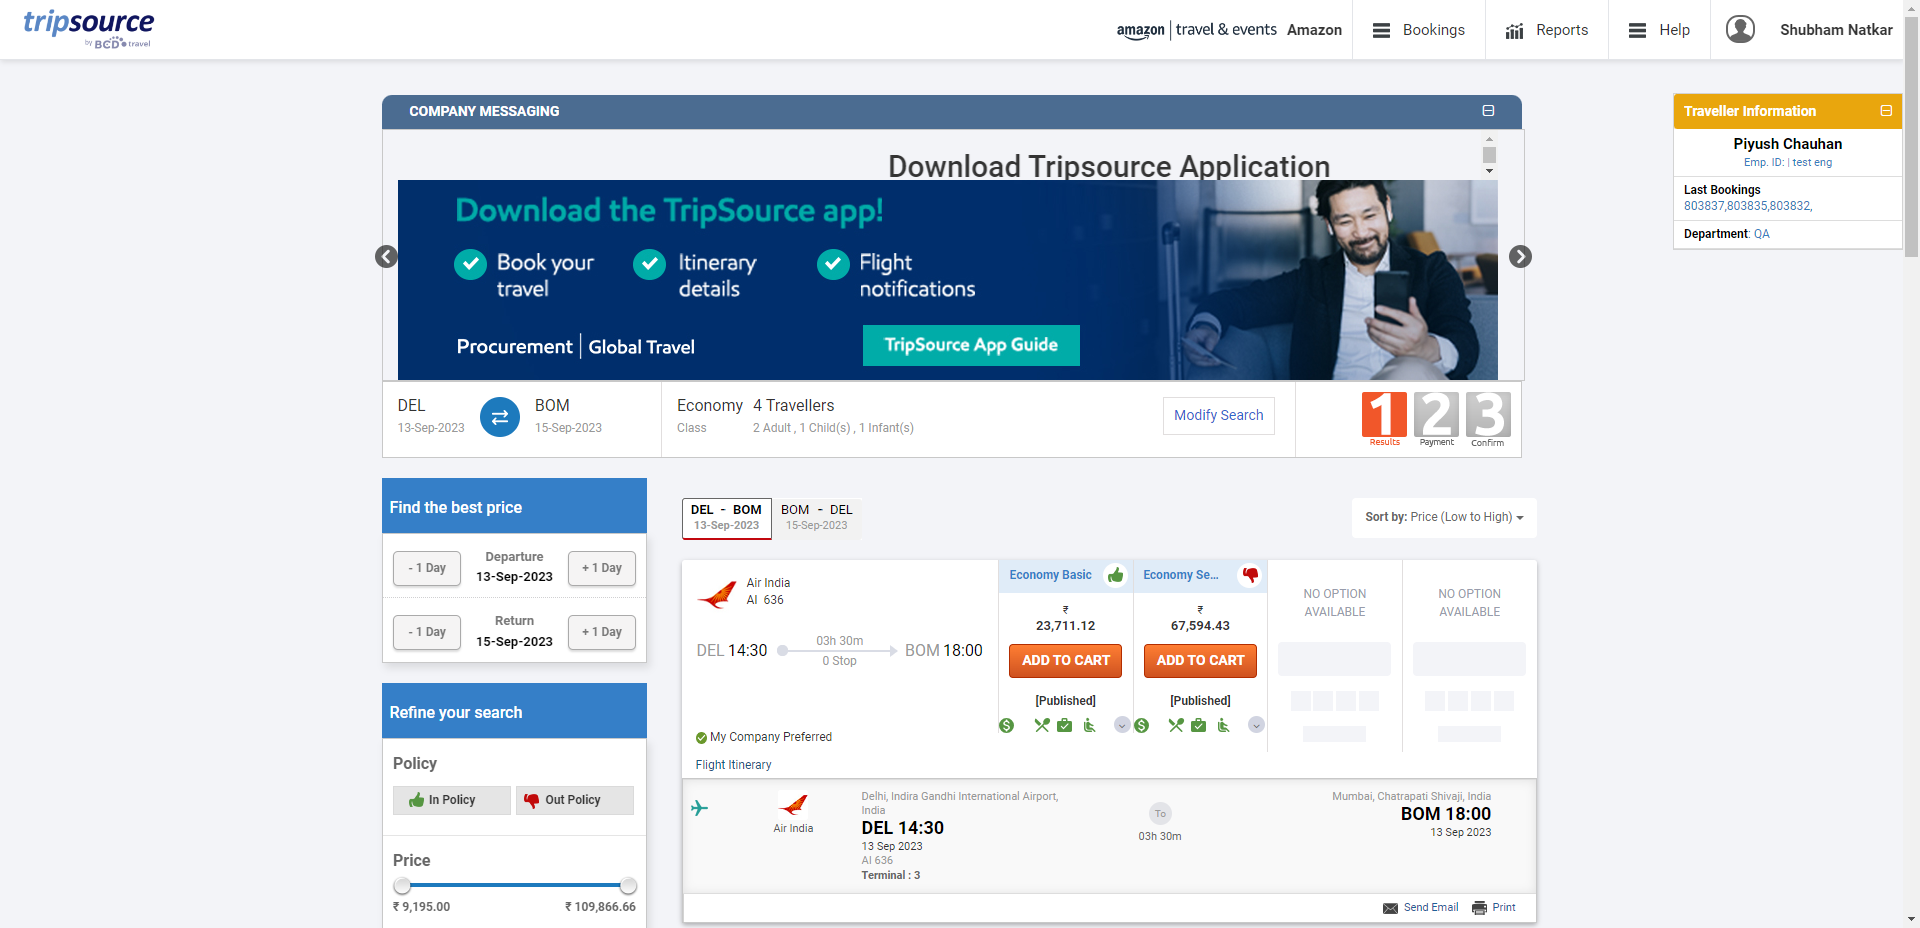 tripsource
by BCD travel
amazon | travel & events Amazon
Bookings
Reports
Help
Shubham Natkar
COMPANY MESSAGING
Download Tripsource Application
Download the TripSource app!
Book your
travel
Itinerary
details
Flight
notifications
Procurement | Global Travel
TripSource App Guide
Traveller Information
Piyush Chauhan
Emp. ID: | test eng
Last Bookings
803837,803835,803832,
Department: QA
DEL
13-Sep-2023
BOM
15-Sep-2023
Economy
Class
4 Travellers
2 Adult , 1 Child(s) , 1 Infant(s)
Modify Search
1
Results
2
Payment
3
Confirm
Find the best price
- 1 Day
Departure
13-Sep-2023
+ 1 Day
- 1 Day
Return
15-Sep-2023
+ 1 Day
Refine your search
Policy
In Policy
Out Policy
Price
₹ 9,195.00
₹ 109,866.66
DEL - BOM
13-Sep-2023
BOM - DEL
15-Sep-2023
Sort by: Price (Low to High)
Air India
AI 636
DEL 14:30
03h 30m
0 Stop
BOM 18:00
My Company Preferred
Flight Itinerary
Economy Basic
₹
23,711.12
ADD TO CART
[Published]
Economy Se...
₹
67,594.43
ADD TO CART
[Published]
NO OPTION
AVAILABLE
NO OPTION
AVAILABLE
Air India
Delhi, Indira Gandhi International Airport,
India
DEL 14:30
13 Sep 2023
AI 636
Terminal : 3
To
03h 30m
Mumbai, Chatrapati Shivaji, India
BOM 18:00
13 Sep 2023
Send Email
Print